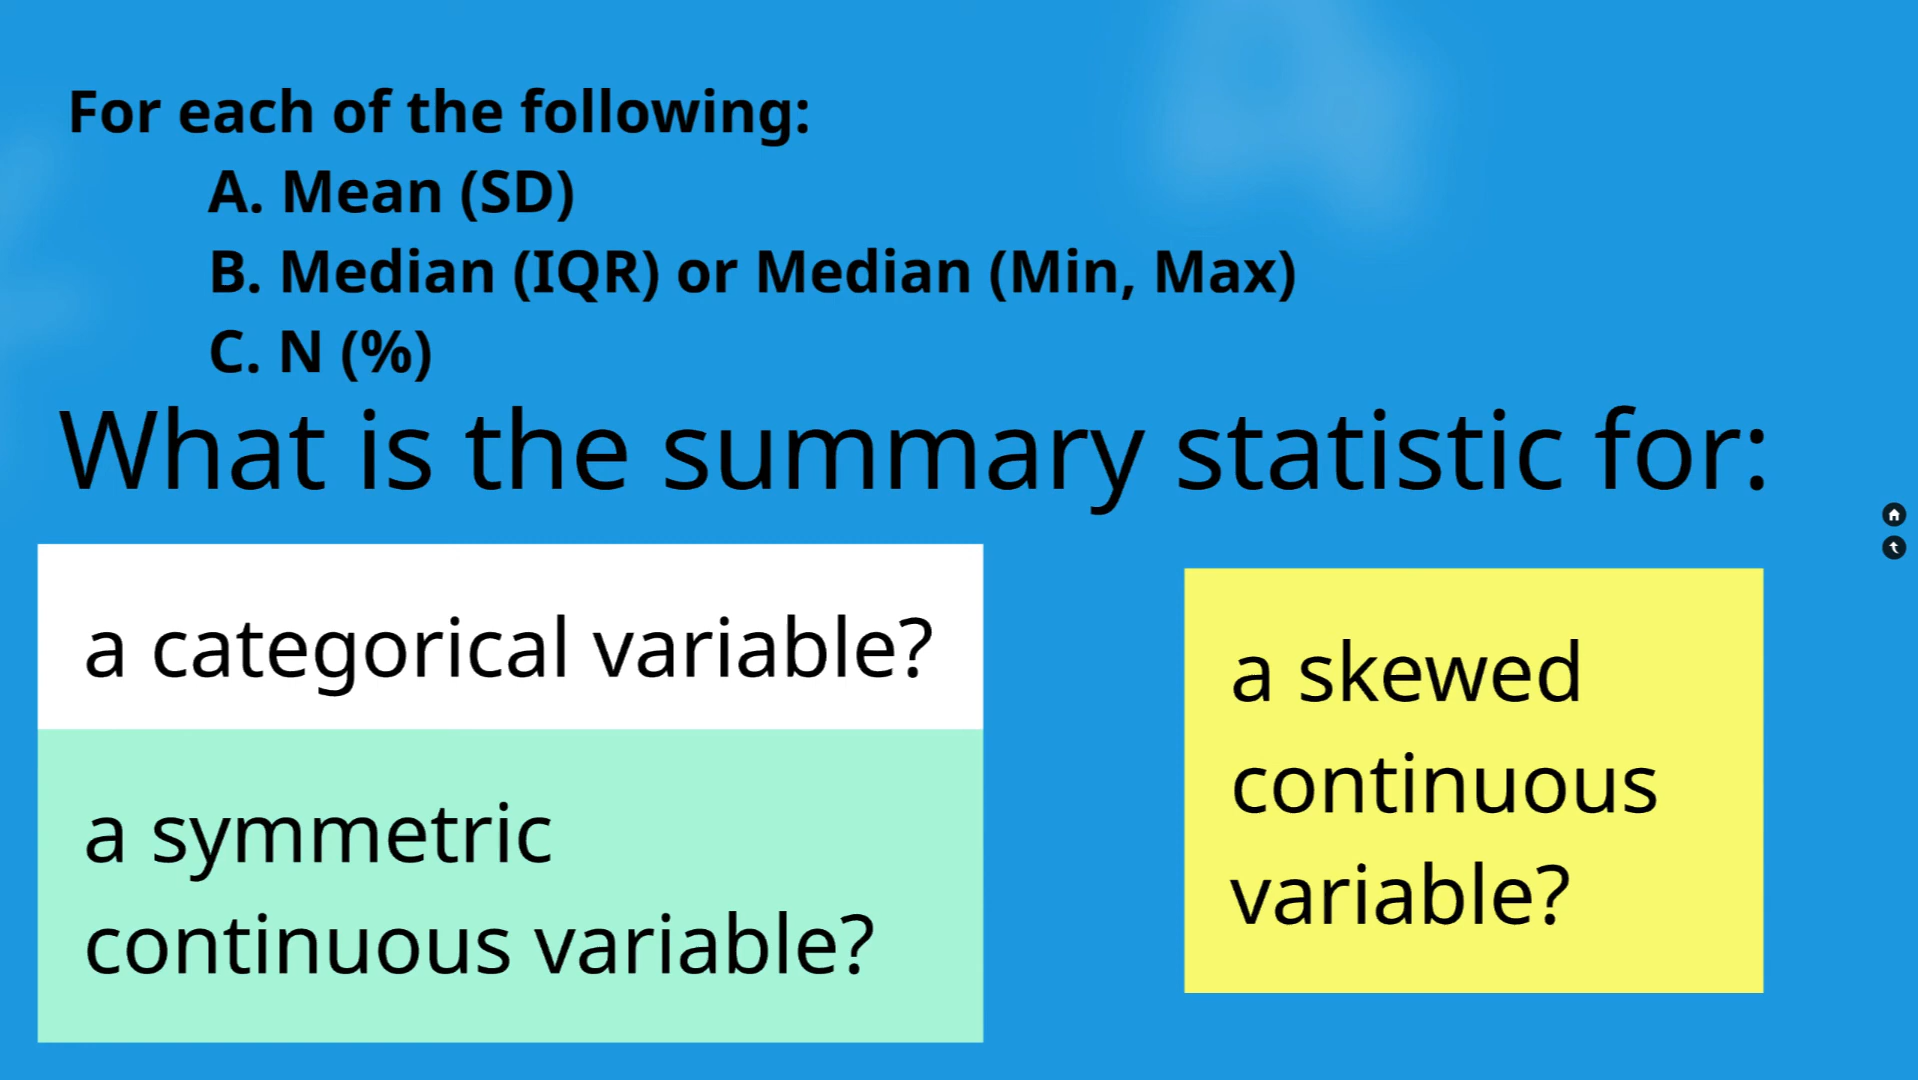 For each of the following:
A. Mean (SD)
B. Median (IQR) or Median (Min, Max)
C. N (%)
What is the summary statistic for:
a categorical variable?
a symmetric
continuous variable?
a skewed
continuous
variable?